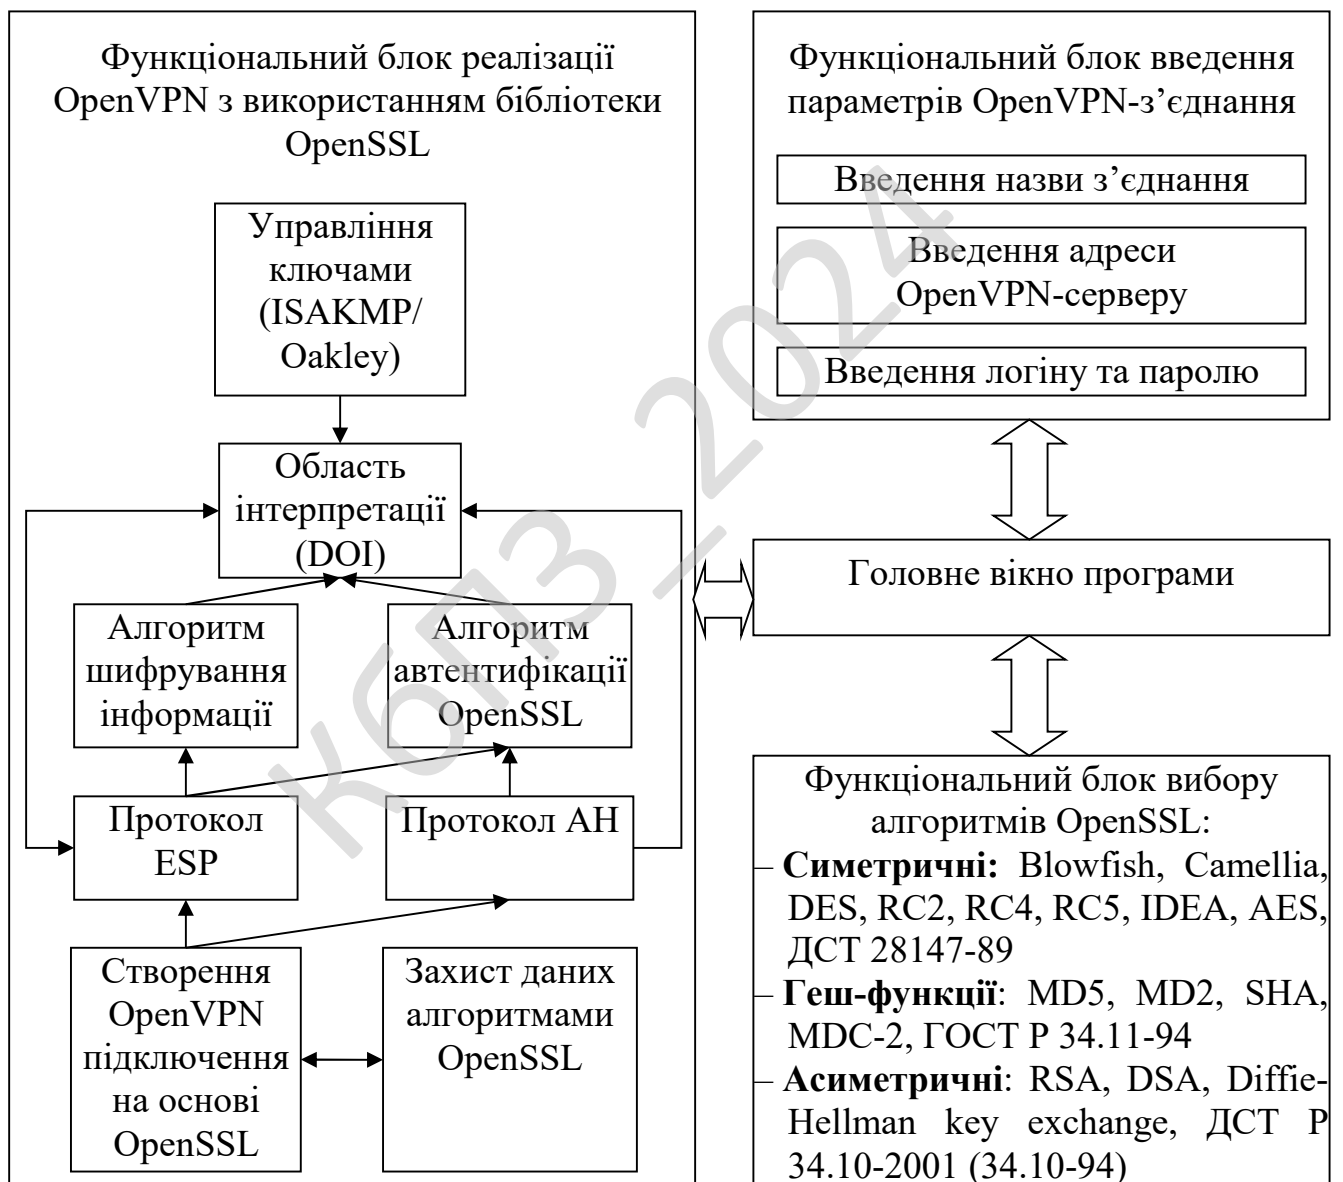 Функціональний блок реалізації
OpenVPN з використанням бібліотеки
OpenSSL
Управління
ключами
(ISAKMP/
Oakley)
Область
інтерпретації
(DOI)
Алгоритм
шифрування
інформації
Алгоритм
автентифікації
OpenSSL
Протокол
ESP
Протокол АН
Створення
OpenVPN
підключення
на основі
OpenSSL
Захист даних
алгоритмами
OpenSSL
Функціональний блок введення
параметрів OpenVPN-з’єднання
Введення назви з’єднання
Введення адреси
OpenVPN-серверу
Введення логіну та паролю
Головне вікно програми
Функціональний блок вибору
алгоритмів OpenSSL:
– Симетричні: Blowfish, Camellia,
DES, RC2, RC4, RC5, IDEA, AES,
ДСТ 28147-89
– Геш-функції: MD5, MD2, SHA,
MDC-2, ГОСТ Р 34.11-94
– Асиметричні: RSA, DSA, Diffie-
Hellman key exchange, ДСТ Р
34.10-2001 (34.10-94)
КбПЗ_2024